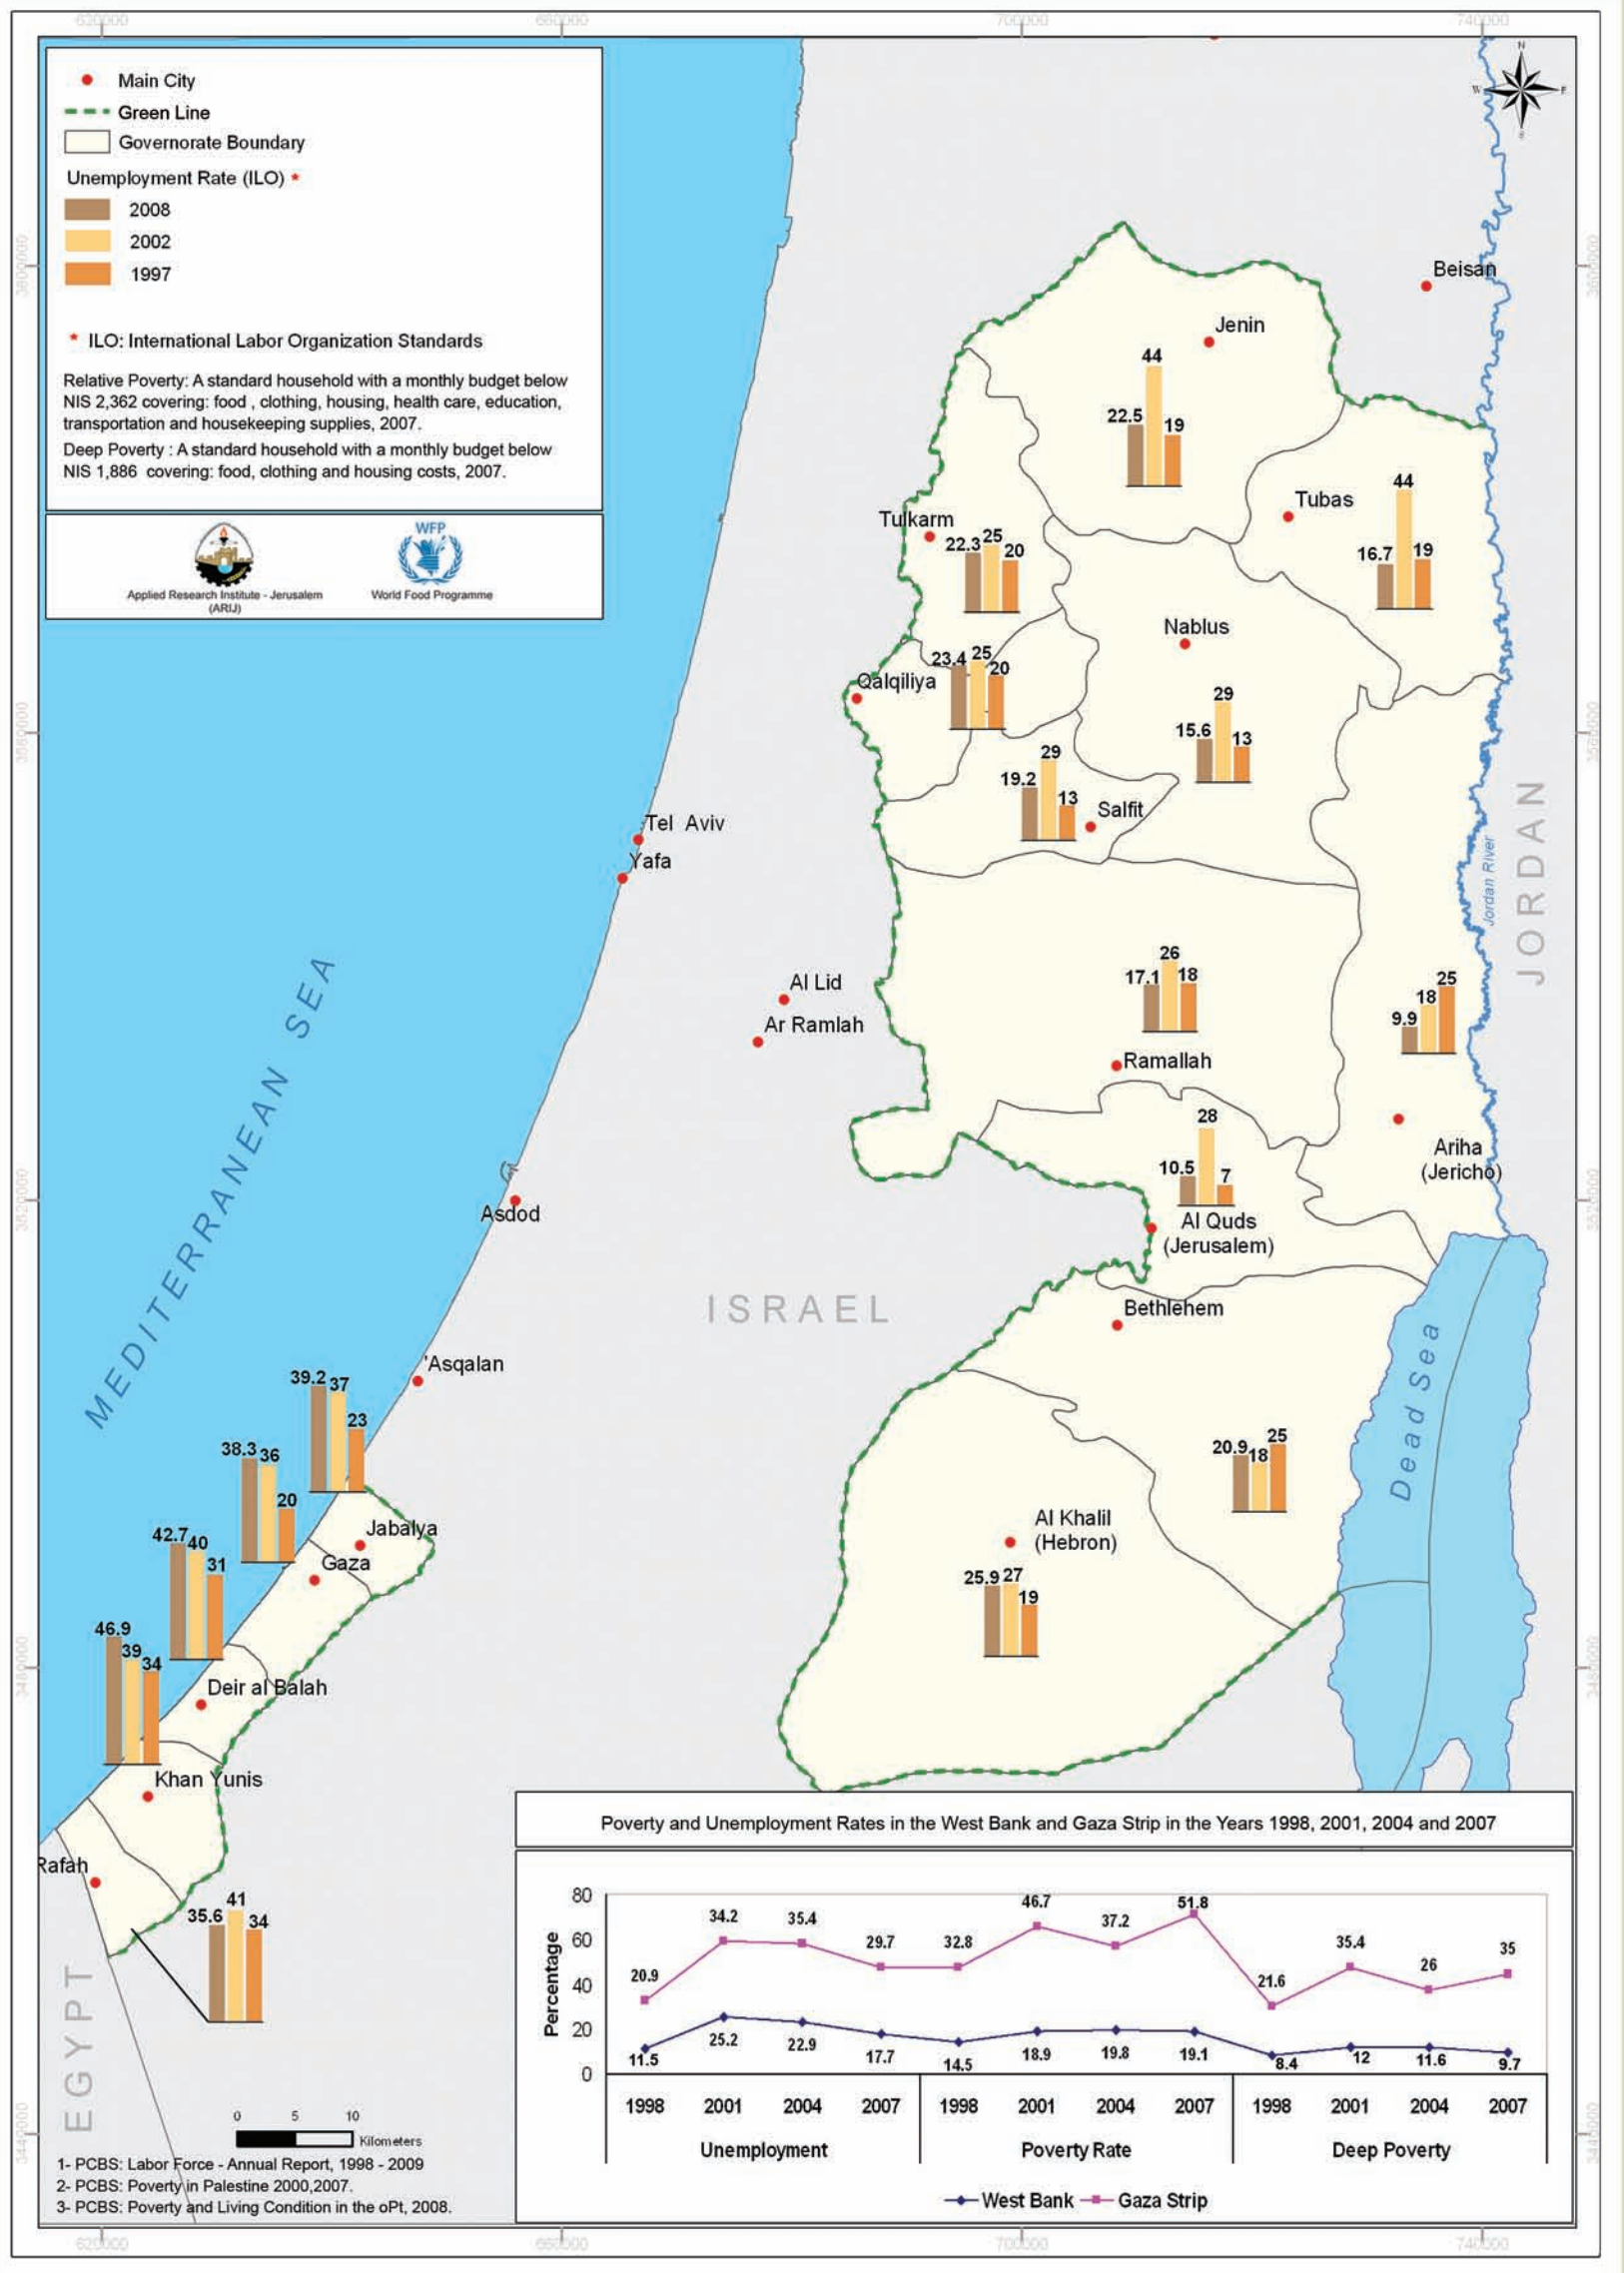 620000
660000
700000
740000
Main City
Green Line
Governorate Boundary
Unemployment Rate (ILO) *
2008
2002
1997
* ILO: International Labor Organization Standards
Relative Poverty: A standard household with a monthly budget below
NIS 2,362 covering: food , clothing, housing, health care, education,
transportation and housekeeping supplies, 2007.
Deep Poverty : A standard household with a monthly budget below
NIS 1,886 covering: food, clothing and housing costs, 2007.
WFP
Applied Research Institute - Jerusalem
(ARIJ)
World Food Programme
N
W
E
S
3600000
3600000
Beisan
Jenin
44
22.5
19
Tubas
44
16.7
19
Tulkarm
22.3
25
20
Nablus
29
15.6
13
Qalqiliya
23.4
25
20
3560000
3560000
29
19.2
13
Salfit
Tel Aviv
Yafa
JORDAN
Jordan River
Al Lid
Ar Ramlah
26
17.1
18
Ramallah
25
18
9.9
Ariha
(Jericho)
MEDITERRANEAN SEA
28
10.5
7
Al Quds
(Jerusalem)
3520000
3520000
Asdod
ISRAEL
Bethlehem
Dead Sea
'Asqalan
39.2
37
23
38.3
36
20
20.9
18
25
Jabalya
Gaza
Al Khalil
(Hebron)
42.7
40
31
25.9
27
19
46.9
39
34
3480000
3480000
Deir al Balah
Khan Yunis
Rafah
35.6
41
34
EGYPT
Poverty and Unemployment Rates in the West Bank and Gaza Strip in the Years 1998, 2001, 2004 and 2007
Percentage
80
60
40
20
0
20.9
34.2
35.4
29.7
32.8
46.7
37.2
51.8
21.6
35.4
26
35
11.5
25.2
22.9
17.7
14.5
18.9
19.8
19.1
8.4
12
11.6
9.7
1998 2001 2004 2007 1998 2001 2004 2007 1998 2001 2004 2007
Unemployment
Poverty Rate
Deep Poverty
West Bank
Gaza Strip
0 5 10
Kilometers
3440000
3440000
1- PCBS: Labor Force - Annual Report, 1998 - 2009
2- PCBS: Poverty in Palestine 2000,2007.
3- PCBS: Poverty and Living Condition in the oPt, 2008.
620000
660000
700000
740000